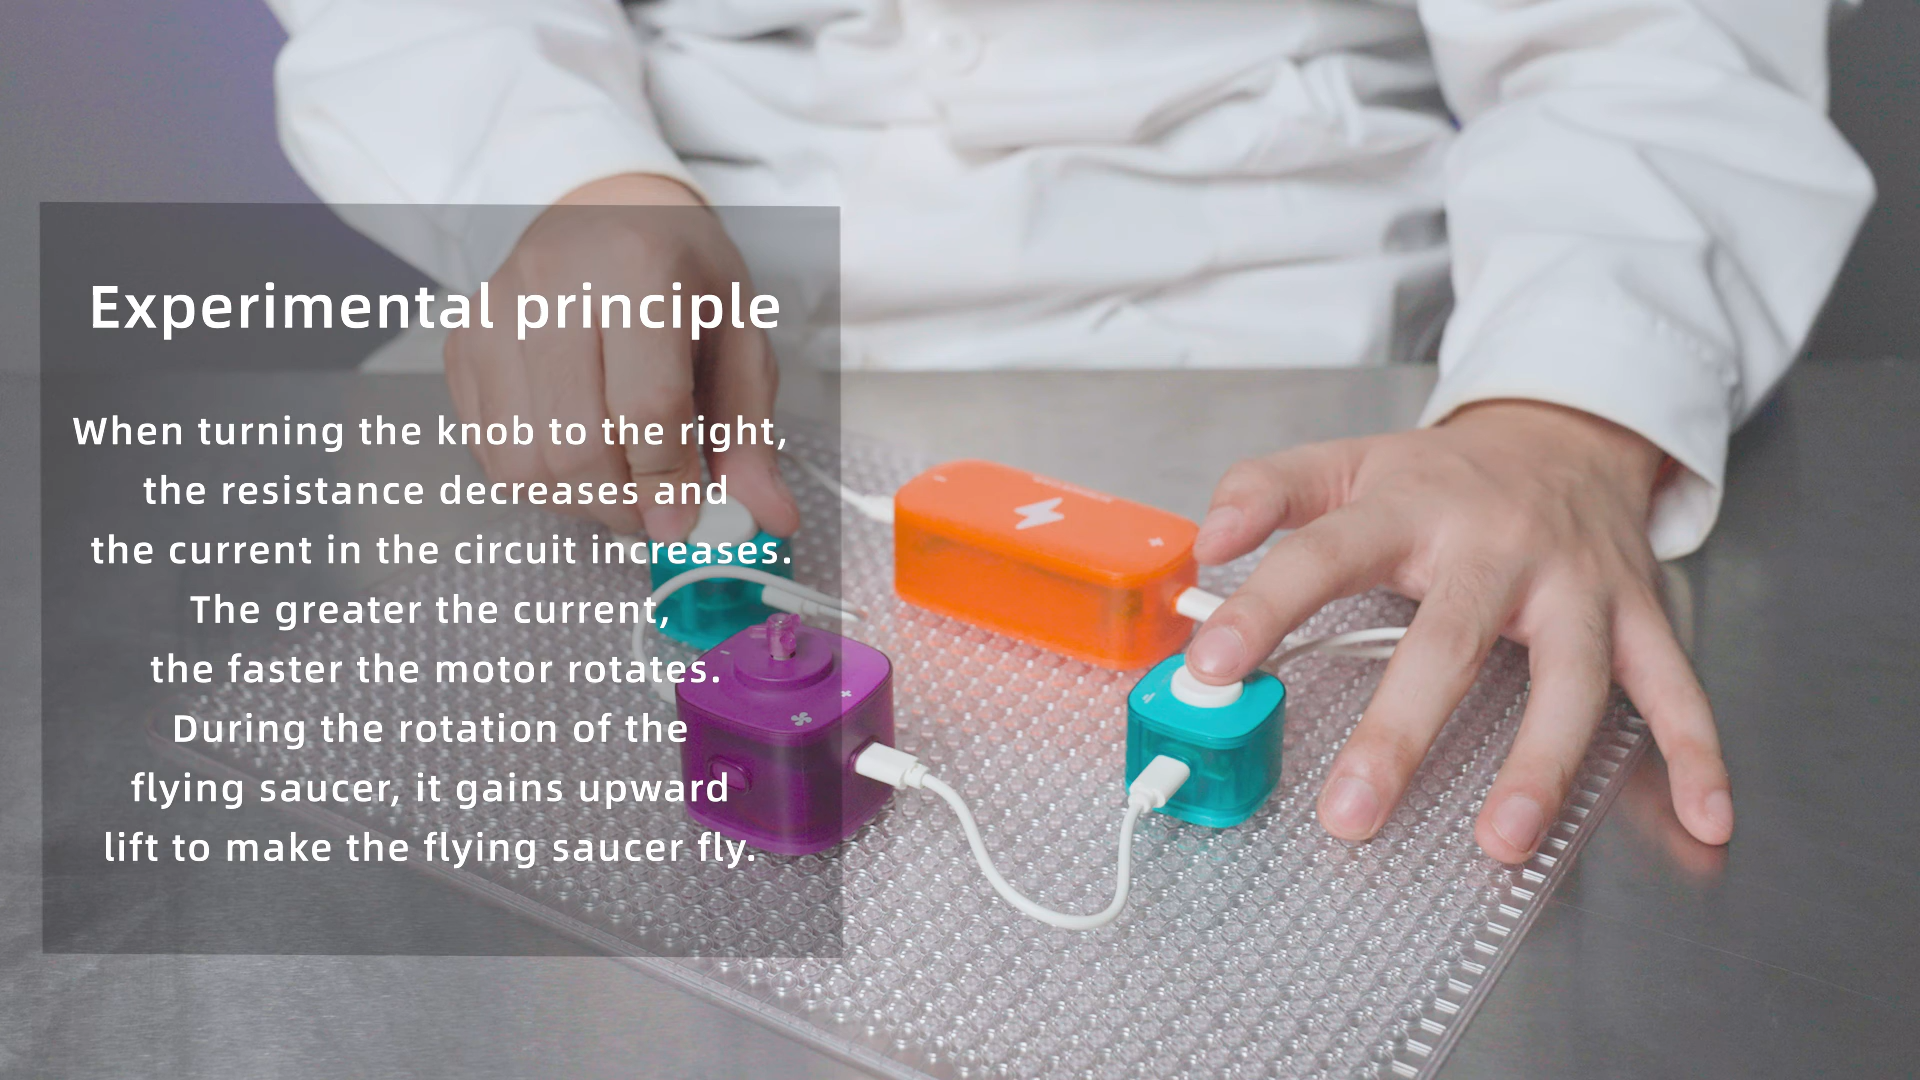 Experimental principle
When turning the knob to the right,
the resistance decreases and
the current in the circuit increases.
The greater the current,
the faster the motor rotates.
During the rotation of the
flying saucer, it gains upward
lift to make the flying saucer fly.